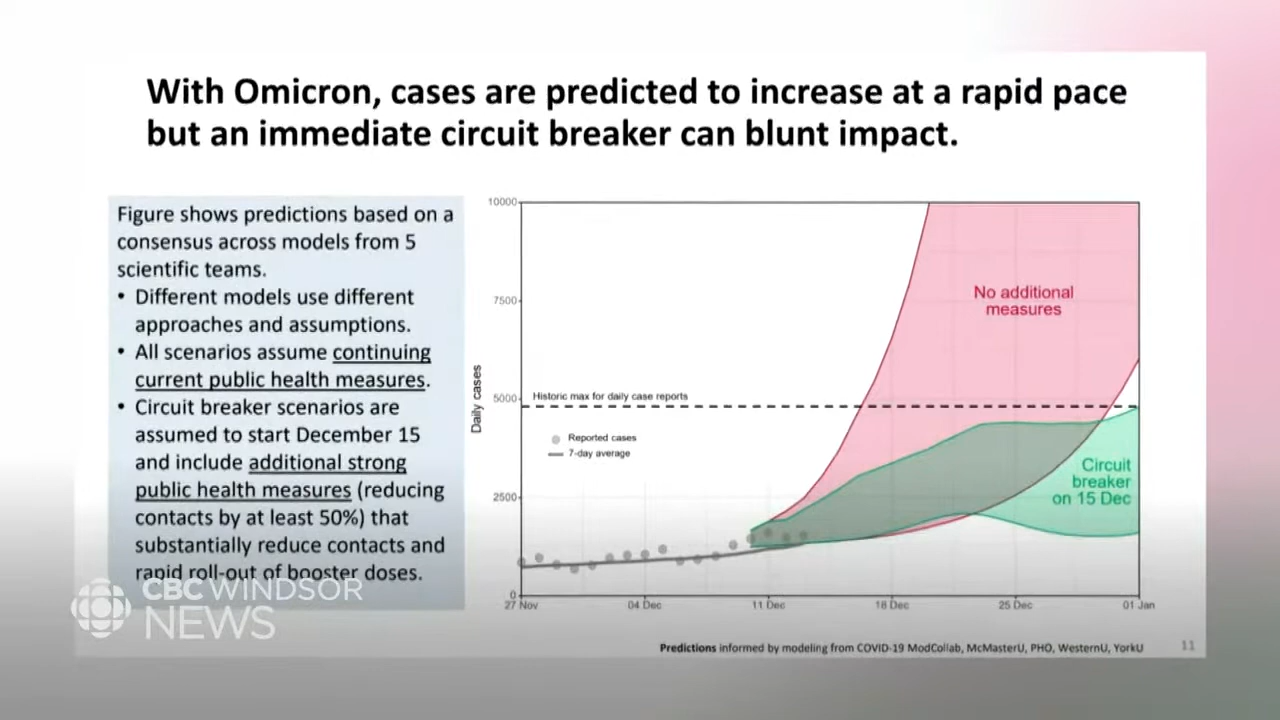 With Omicron, cases are predicted to increase at a rapid pace
but an immediate circuit breaker can blunt impact.
Figure shows predictions based on a
consensus across models from 5
scientific teams.
• Different models use different
approaches and assumptions.
• All scenarios assume continuing
current public health measures.
• Circuit breaker scenarios are
assumed to start December 15
and include additional strong
public health measures (reducing
contacts by at least 50%) that
substantially reduce contacts and
rapid roll-out of booster doses.
Daily cases
10000
7500
5000
2500
0
No additional
measures
Historic max for daily case reports
Reported cases
7-day average
Circuit
breaker
on 15 Dec
27 Nov
04 Dec
11 Dec
18 Dec
25 Dec
01 Jan
CBC WINDSOR
NEWS
Predictions informed by modeling from COVID-19 ModCollab, McMasterU, PHO, WesternU, YorkU
11